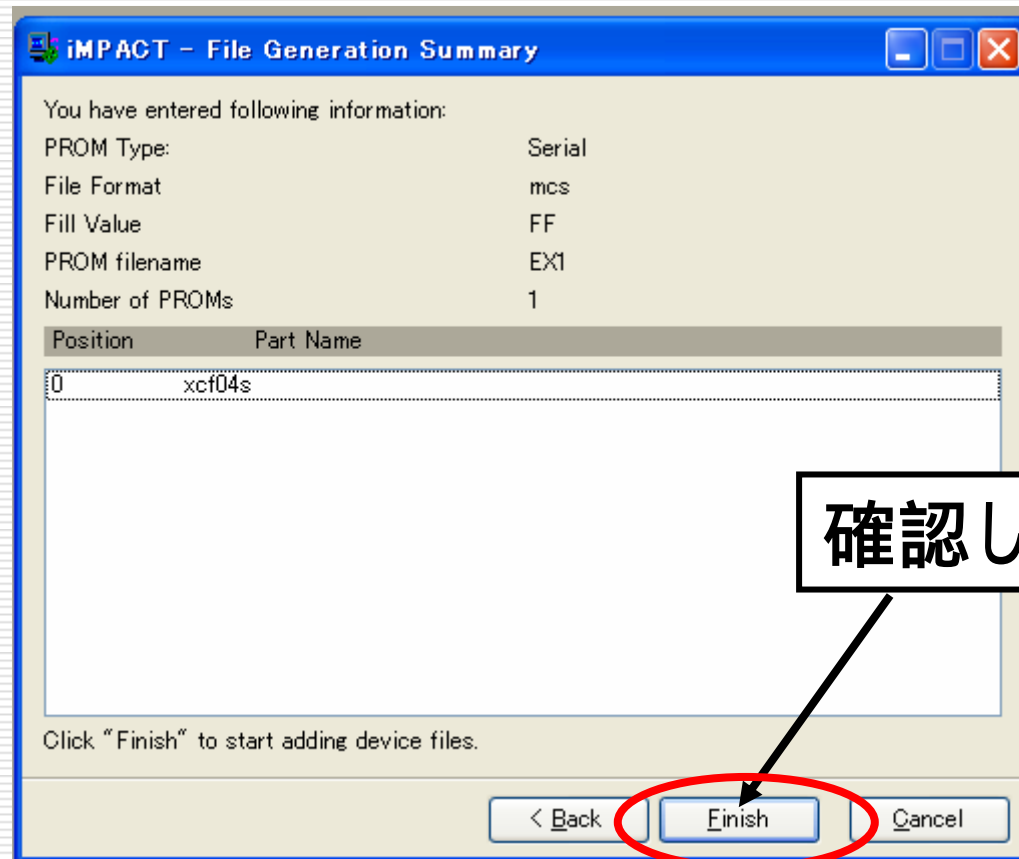 iMPACT - File Generation Summary
You have entered following information:
PROM Type: Serial
File Format mcs
Fill Value FF
PROM filename EX1
Number of PROMs 1
Position Part Name
0 xcf04s
確認し
Click "Finish" to start adding device files.
< Back Finish Cancel